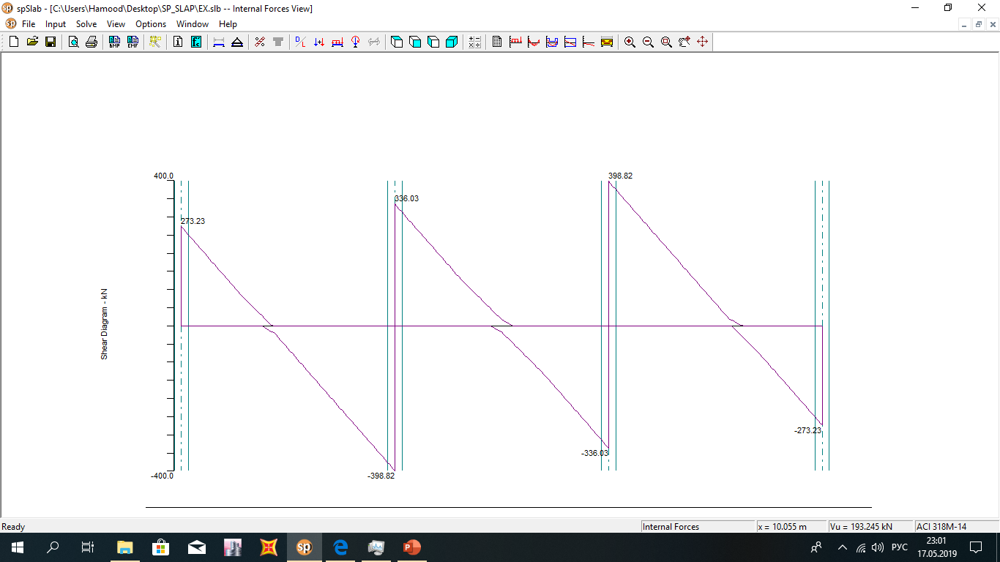 spSlab - [C:\Users\Hamood\Desktop\SP_SLAP\EX.slb -- Internal Forces View]
File Input Solve View Options Window Help
400.0
398.82
336.03
273.23
Shear Diagram - kN
-273.23
-336.03
-400.0
-398.82
Ready
Internal Forces
x = 10.055 m
Vu = 193.245 kN
ACI 318M-14
sp
РУС
23:01
17.05.2019